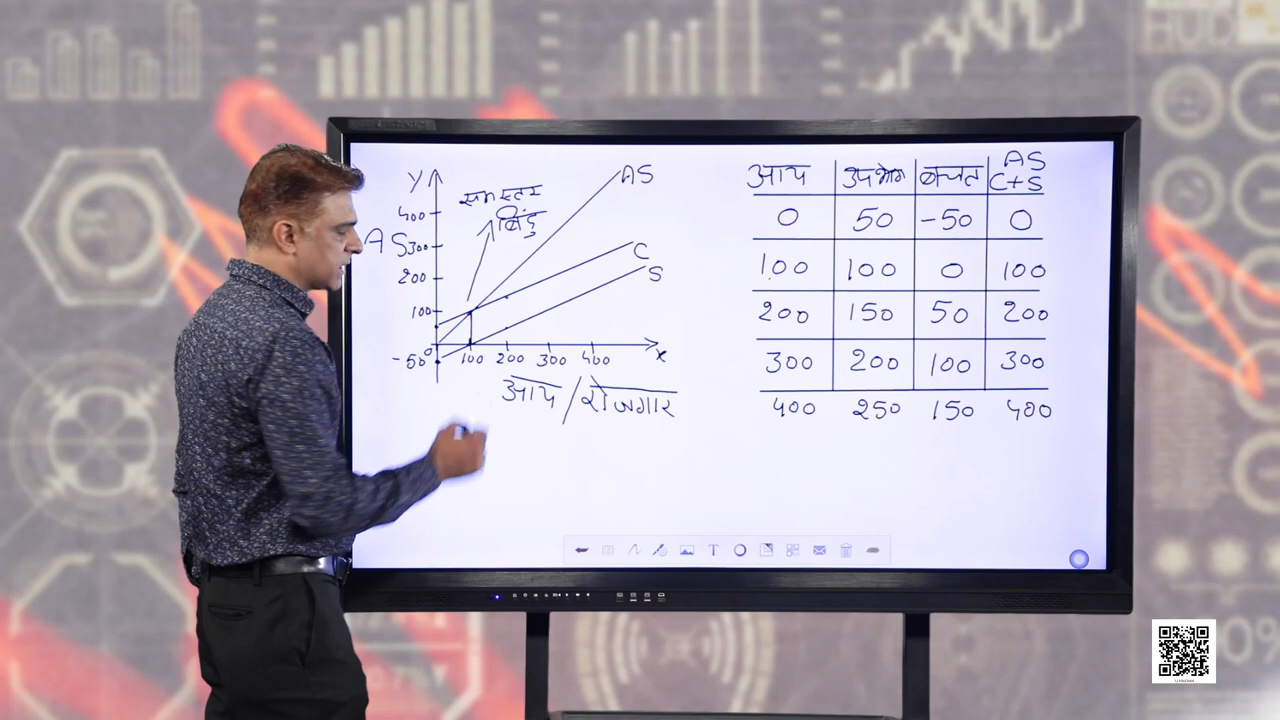 HUD
Y
400
AS
300
200
100
0
-50
100 200 300 400
X
समस्तर
बिंदु
AS
C
S
आय / रोजगार
आय उपभोग बचत AS
C+S
0 50 -50 0
100 100 0 100
200 150 50 200
300 200 100 300
400 250 150 400
T